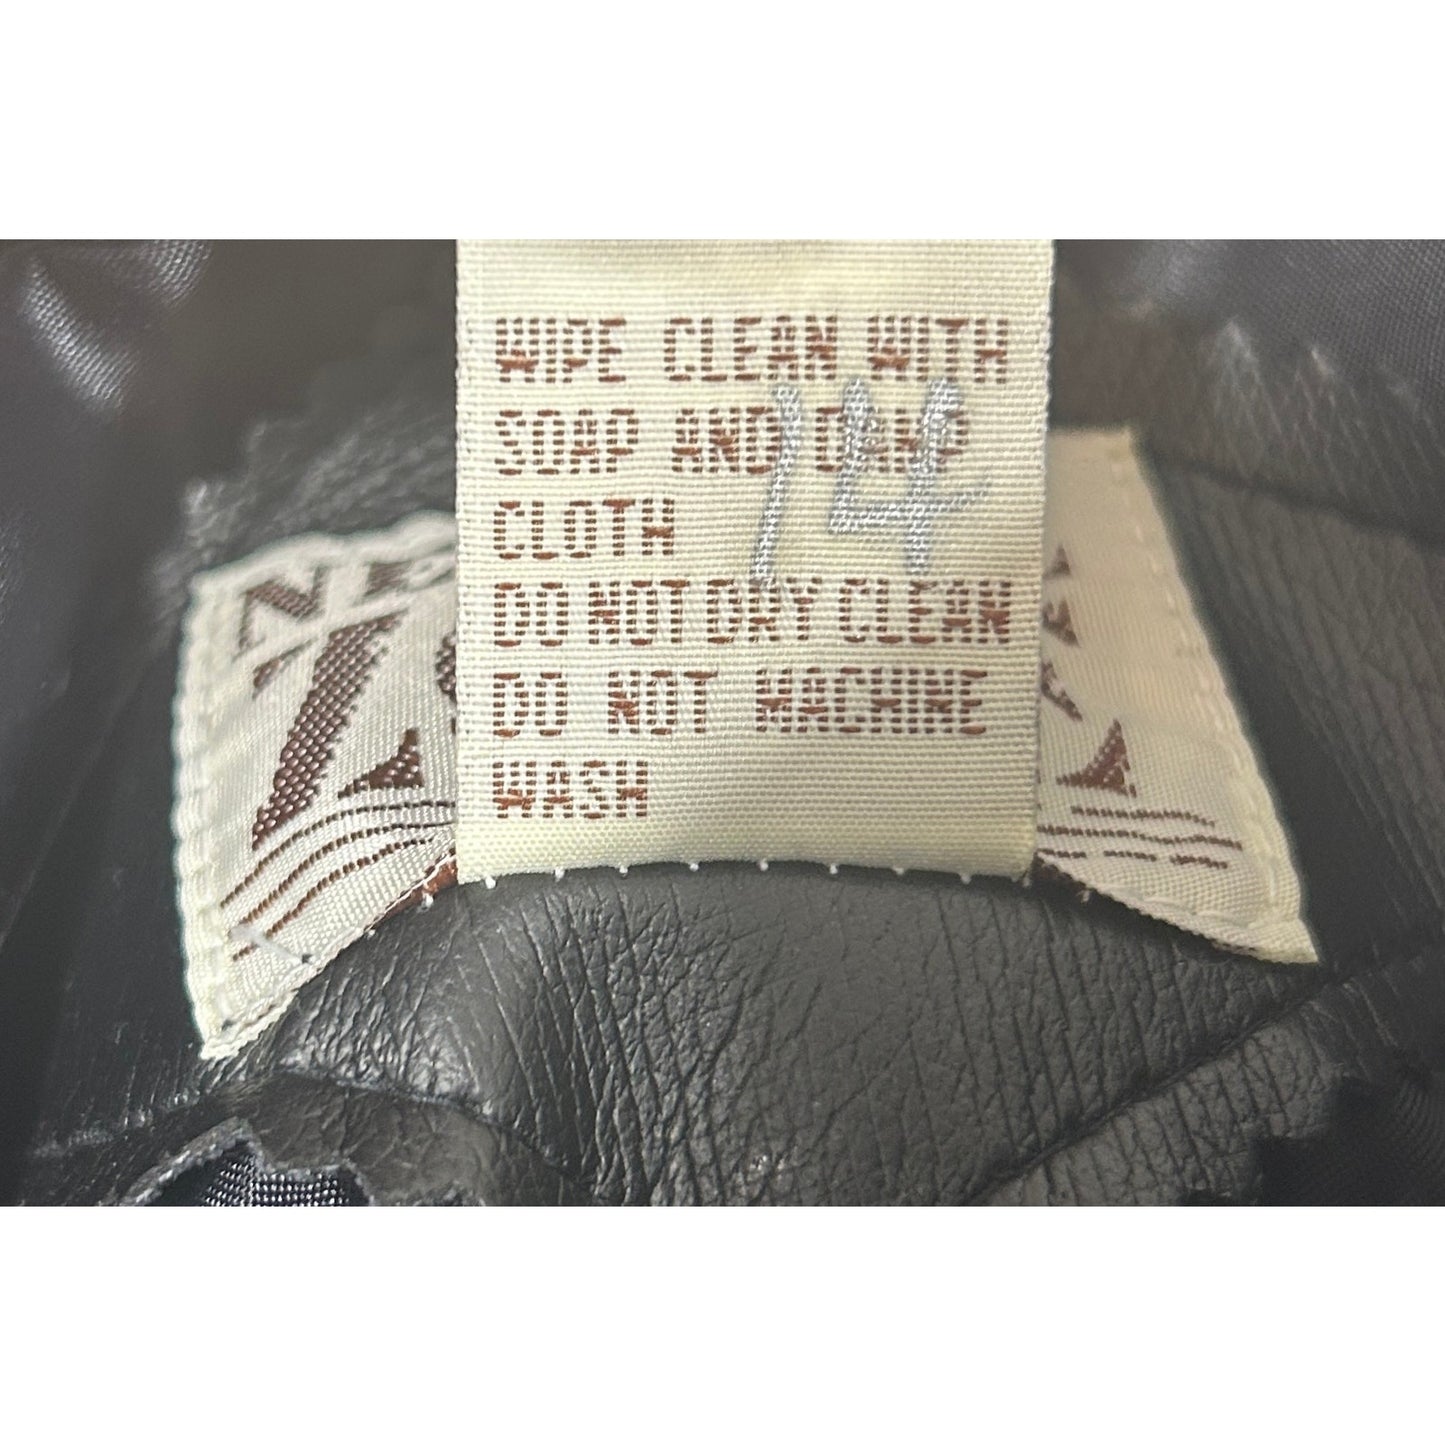 WIPE CLEAN WITH
SOAP AND DAMP
CLOTH
14
DO NOT DRY CLEAN
DO NOT MACHINE
WASH